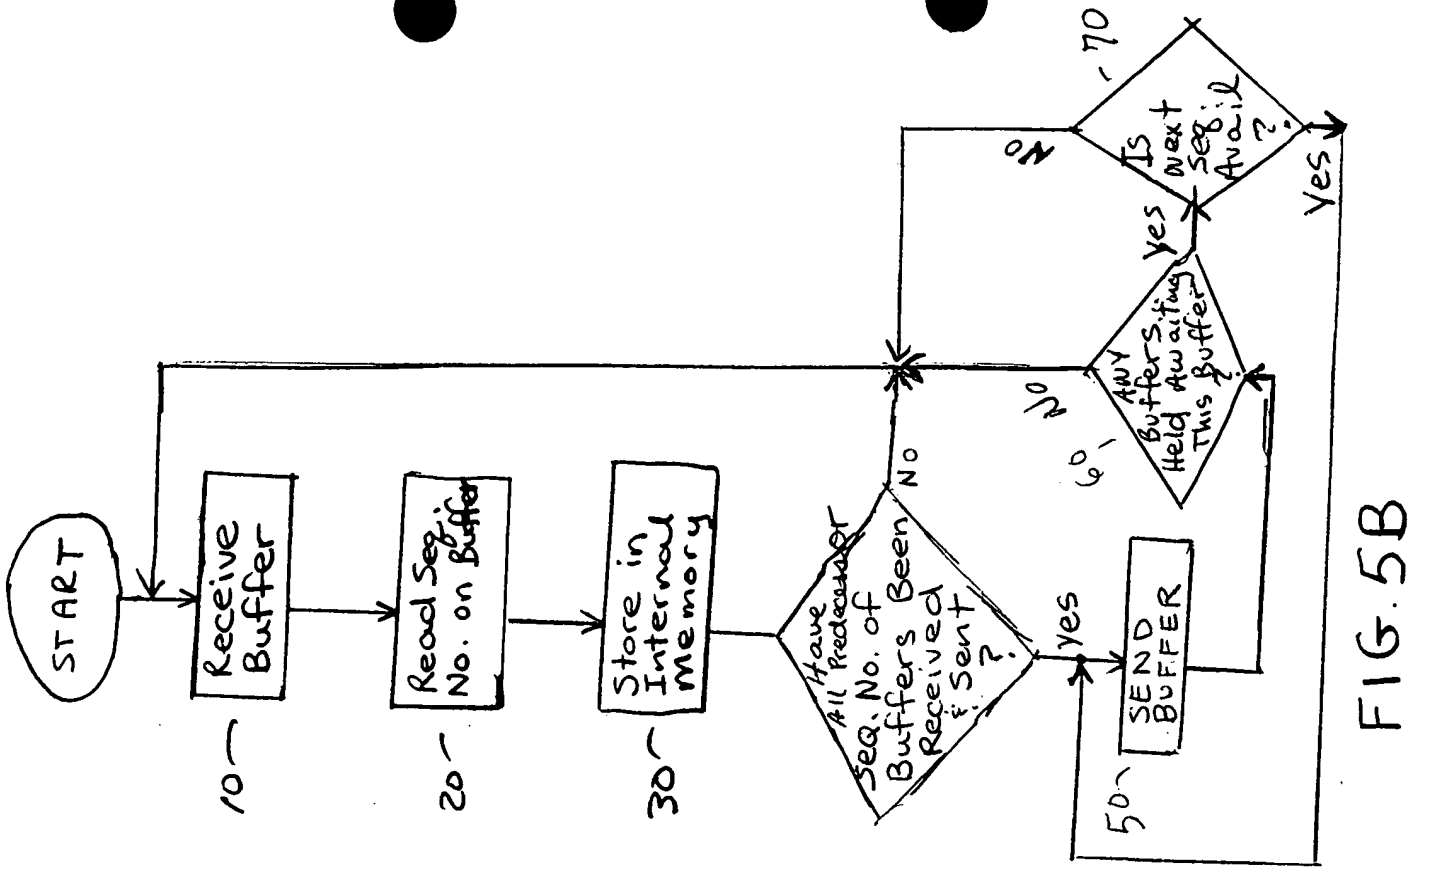 START
Receive
Buffer
10
Read Seq.
No. on Buffer
20
Store in
Internal
Memory
30
Have
All Predecessor
Seq. No. of
Buffers Been
Received
& Sent
?
No
Yes
SEND
BUFFER
50
ANY
Buffers
Held Awaiting
This Buffer
?
60
No
Yes
Is
next
Seq.
Avail
?
70
No
Yes
FIG. 5B